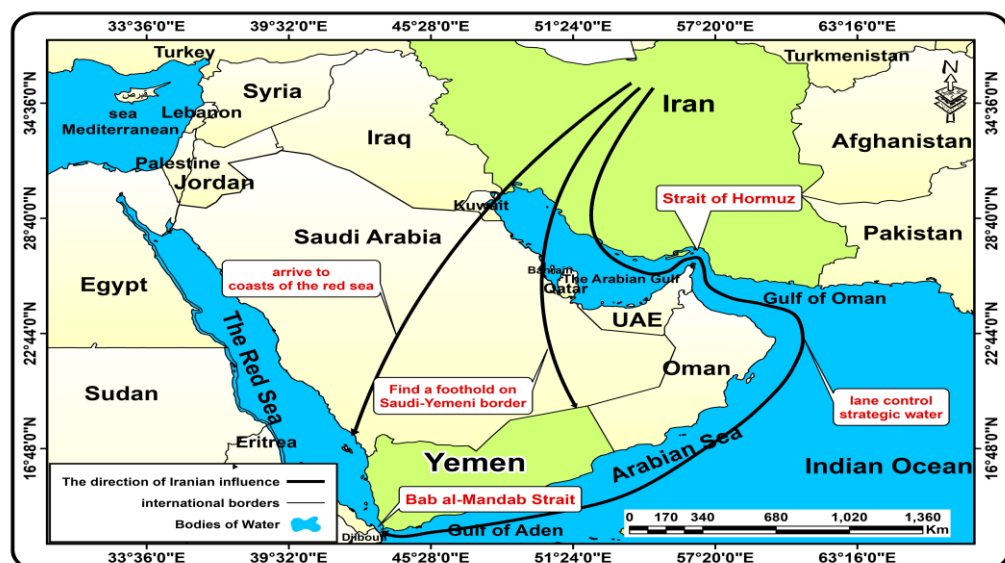 33°36'0"E 39°32'0"E 45°28'0"E 51°24'0"E 57°20'0"E 63°16'0"E
Turkey
Turkmenistan
N
قبرص
Syria
Iran
34°36'0"N
34°36'0"N
sea
Mediterranean
Lebanon
Iraq
Afghanistan
Palestine
Jordan
Kuwait
Strait of Hormuz
28°40'0"N
28°40'0"N
Saudi Arabia
Pakistan
arrive to
coasts of the red sea
Bahrain
Qatar
The Arabian Gulf
Egypt
Gulf of Oman
UAE
The Red Sea
22°44'0"N
22°44'0"N
Oman
Sudan
Find a foothold on
Saudi-Yemeni border
lane control
strategic water
Eritrea
16°48'0"N
16°48'0"N
Yemen
Arabian Sea
Indian Ocean
The direction of Iranian influence
international borders
Bodies of Water
Bab al-Mandab Strait
Gulf of Aden
Djibouti
0 170 340 680 1,020 1,360
Km
33°36'0"E 39°32'0"E 45°28'0"E 51°24'0"E 57°20'0"E 63°16'0"E